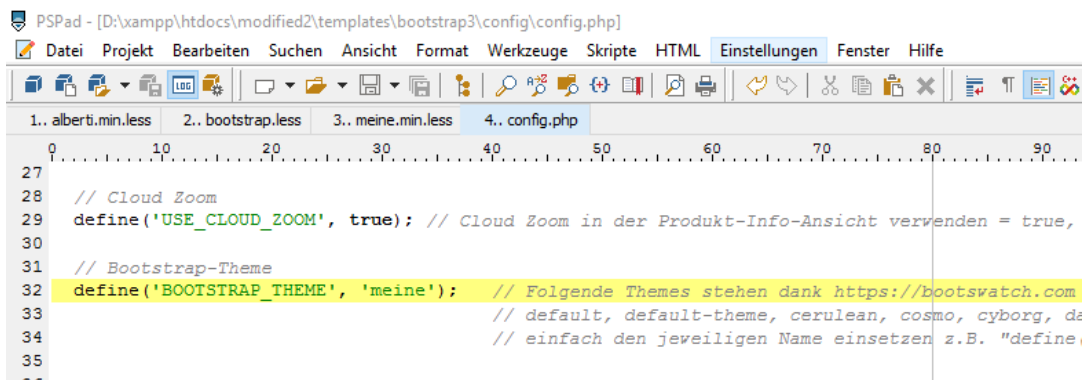 PSPad - [D:\xampp\htdocs\modified2\templates\bootstrap3\config\config.php]
Datei Projekt Bearbeiten Suchen Ansicht Format Werkzeuge Skripte HTML Einstellungen Fenster Hilfe
LOG
1.. alberti.min.less 2.. bootstrap.less 3.. meine.min.less 4.. config.php
0 10 20 30 40 50 60 70 80 90
27
28 // Cloud Zoom
29 define('USE_CLOUD_ZOOM', true); // Cloud Zoom in der Produkt-Info-Ansicht verwenden = true,
30
31 // Bootstrap-Theme
32 define('BOOTSTRAP_THEME', 'meine'); // Folgende Themes stehen dank https://bootswatch.com
33 // default, default-theme, cerulean, cosmo, cyborg, da
34 // einfach den jeweiligen Name einsetzen z.B. "define(
35